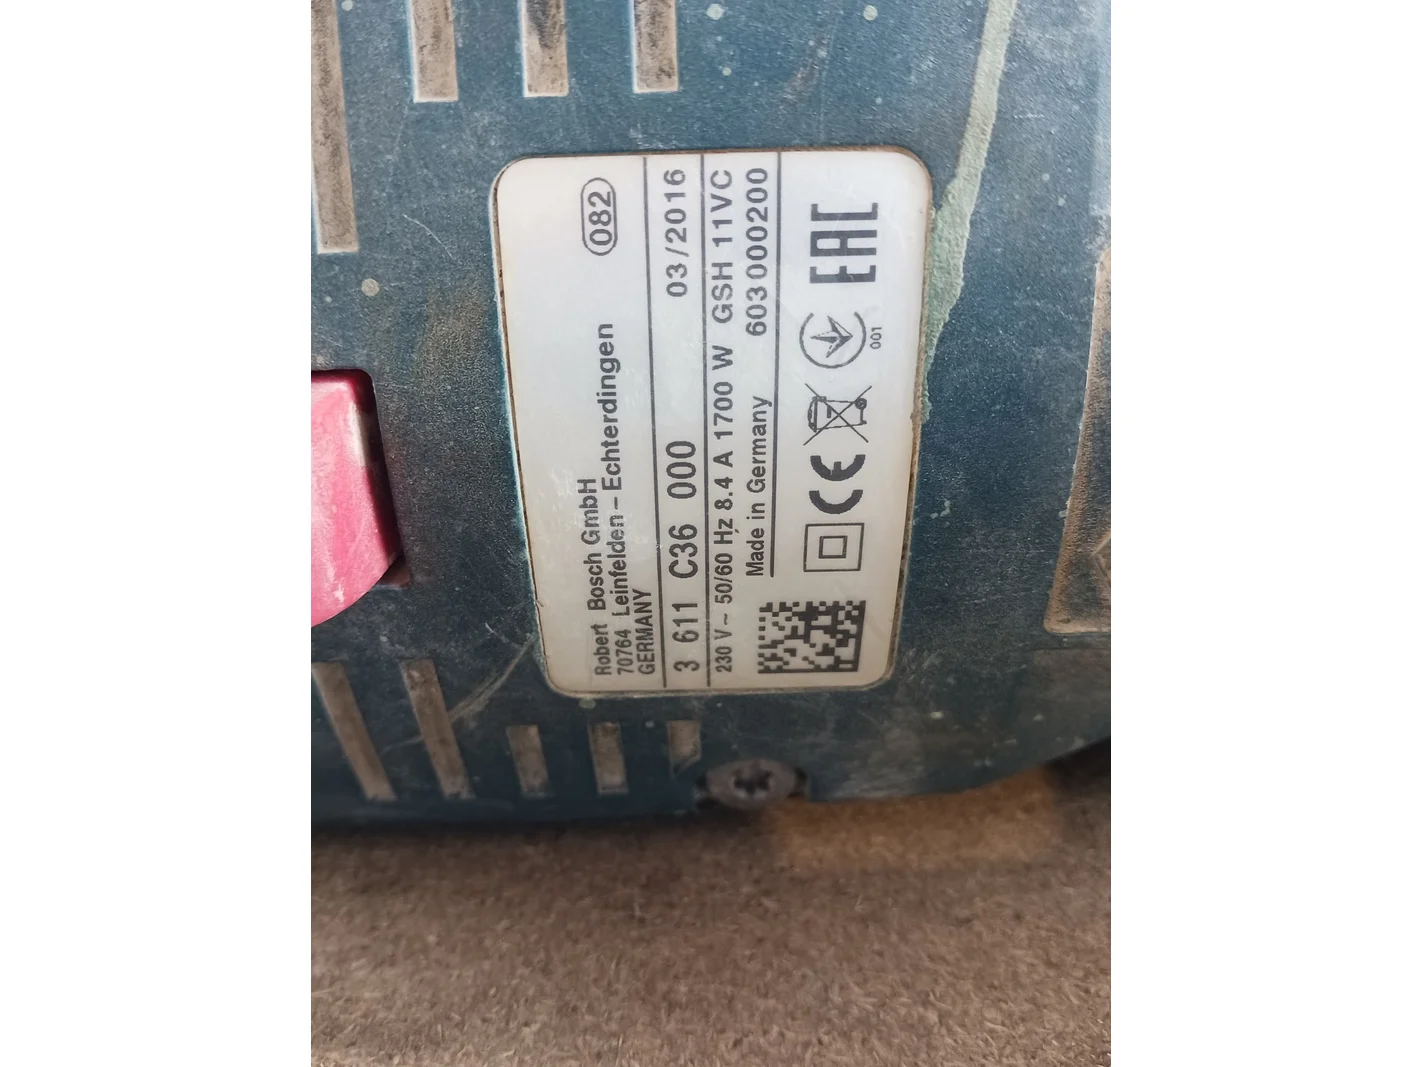 Robert Bosch GmbH
70764 Leinfelden-Echterdingen
GERMANY
082
3 611 C36 000
03/2016
230 V~ 50/60 Hz 8.4 A 1700 W GSH 11VC
Made in Germany
603000200
CE
001
EAC